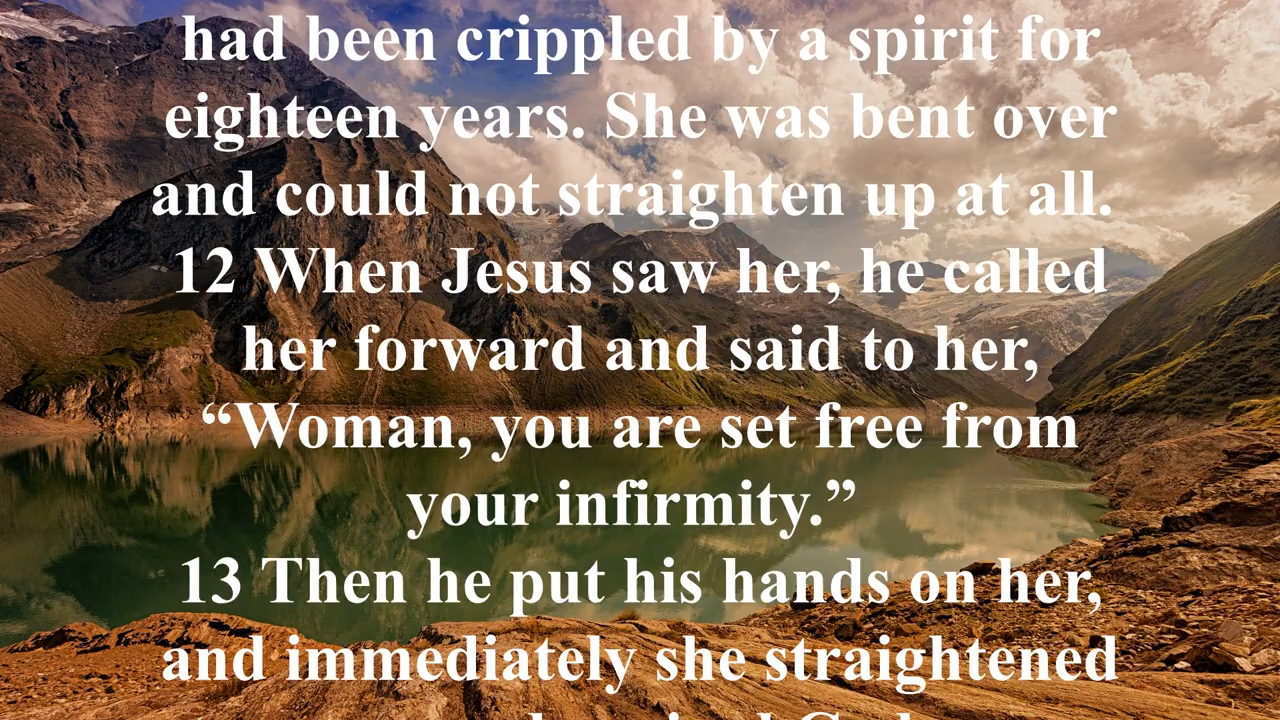 had been crippled by a spirit for
eighteen years. She was bent over
and could not straighten up at all.
12 When Jesus saw her, he called
her forward and said to her,
“Woman, you are set free from
your infirmity.”
13 Then he put his hands on her,
and immediately she straightened